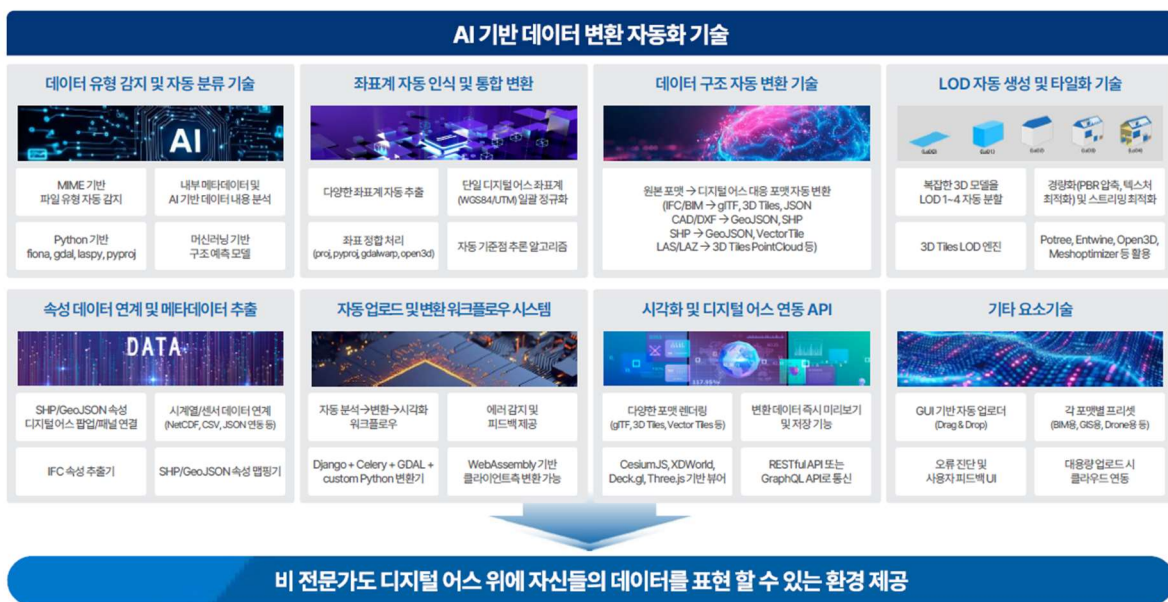 AI 기반 데이터 변환 자동화 기술
데이터 유형 감지 및 자동 분류 기술
AI
MIME 기반
파일 유형 자동 감지
내부 메타데이터 및
AI 기반 데이터 내용 분석
Python 기반
fiona, gdal, laspy, pyproj
머신러닝 기반
구조 예측 모델
좌표계 자동 인식 및 통합 변환
다양한 좌표계 자동 추출
단일 디지털 어스 좌표계
(WGS84/UTM) 일괄 정규화
좌표 정합 처리
(proj, pyproj, gdalwarp, open3d)
자동 기준점 추론 알고리즘
데이터 구조 자동 변환 기술
원본 포맷 → 디지털 어스 대응 포맷 자동 변환
(IFC/BIM → glTF, 3D Tiles, JSON
CAD/DXF → GeoJSON, SHP
SHP → GeoJSON, VectorTile
LAS/LAZ → 3D Tiles PointCloud 등)
LOD 자동 생성 및 타일화 기술
복잡한 3D 모델을
LOD 1~4 자동 분할
경량화(PBR 압축, 텍스처
최적화) 및 스트리밍 최적화
3D Tiles LOD 엔진
Potree, Entwine, Open3D,
Meshoptimizer 등 활용
속성 데이터 연계 및 메타데이터 추출
DATA
SHP/GeoJSON 속성
디지털 어스 팝업/패널 연결
시계열/센서 데이터 연계
(NetCDF, CSV, JSON 연동 등)
IFC 속성 추출기
SHP/GeoJSON 속성 맵핑기
자동 업로드 및 변환 워크플로우 시스템
자동 분석→변환→시각화
워크플로우
에러 감지 및
피드백 제공
Django + Celery + GDAL +
custom Python 변환기
WebAssembly 기반
클라이언트측 변환 가능
시각화 및 디지털 어스 연동 API
117.95%
다양한 포맷 렌더링
(glTF, 3D Tiles, Vector Tiles 등)
변환 데이터 즉시 미리보기
및 저장 기능
CesiumJS, XDWorld,
Deck.gl, Three.js 기반 뷰어
RESTful API 또는
GraphQL API로 통신
기타 요소기술
GUI 기반 자동 업로더
(Drag & Drop)
각 포맷별 프리셋
(BIM용, GIS용, Drone용 등)
오류 진단 및
사용자 피드백 UI
대용량 업로드 시
클라우드 연동
비 전문가도 디지털 어스 위에 자신들의 데이터를 표현 할 수 있는 환경 제공